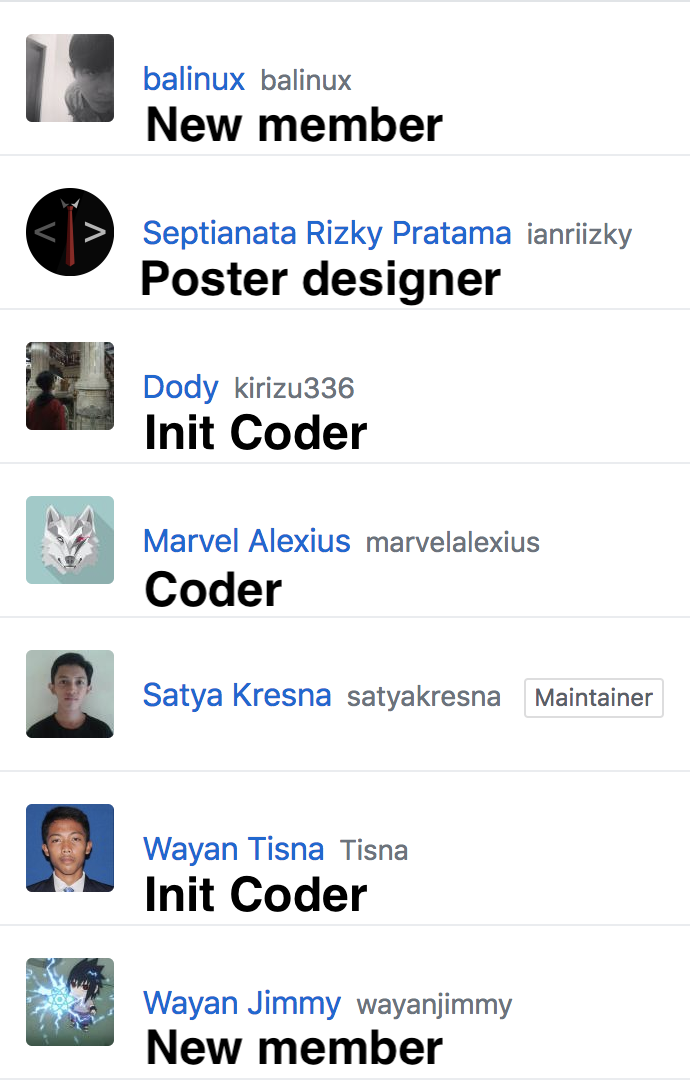 balinux balinux
New member
Septianata Rizky Pratama ianriizky
Poster designer
Dody kirizu336
Init Coder
Marvel Alexius marvelalexius
Coder
Satya Kresna satyakresna Maintainer
Wayan Tisna Tisna
Init Coder
Wayan Jimmy wayanjimmy
New member